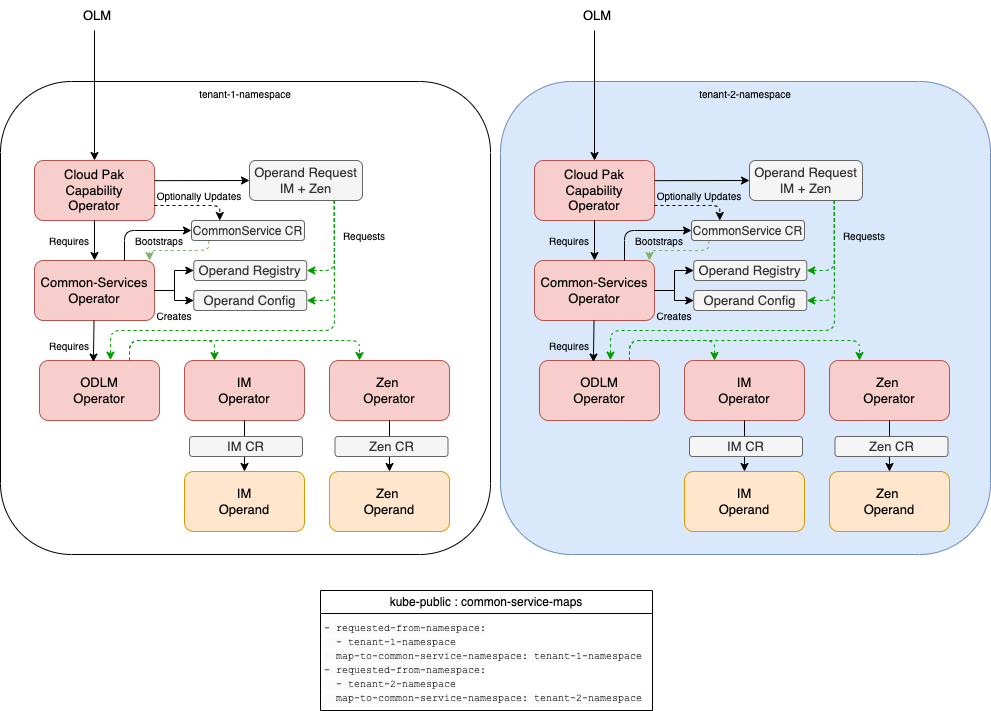 OLM
tenant-1-namespace
Cloud Pak
Capability
Operator
Operand Request
IM + Zen
Optionally Updates
CommonService CR
Requires
Bootstraps
Requests
Common-Services
Operator
Operand Registry
Operand Config
Creates
Requires
ODLM
Operator
IM
Operator
Zen
Operator
IM CR
Zen CR
IM
Operand
Zen
Operand
OLM
tenant-2-namespace
Cloud Pak
Capability
Operator
Operand Request
IM + Zen
Optionally Updates
CommonService CR
Requires
Bootstraps
Requests
Common-Services
Operator
Operand Registry
Operand Config
Creates
Requires
ODLM
Operator
IM
Operator
Zen
Operator
IM CR
Zen CR
IM
Operand
Zen
Operand
kube-public : common-service-maps
- requested-from-namespace:
  - tenant-1-namespace
  map-to-common-service-namespace: tenant-1-namespace
- requested-from-namespace:
  - tenant-2-namespace
  map-to-common-service-namespace: tenant-2-namespace